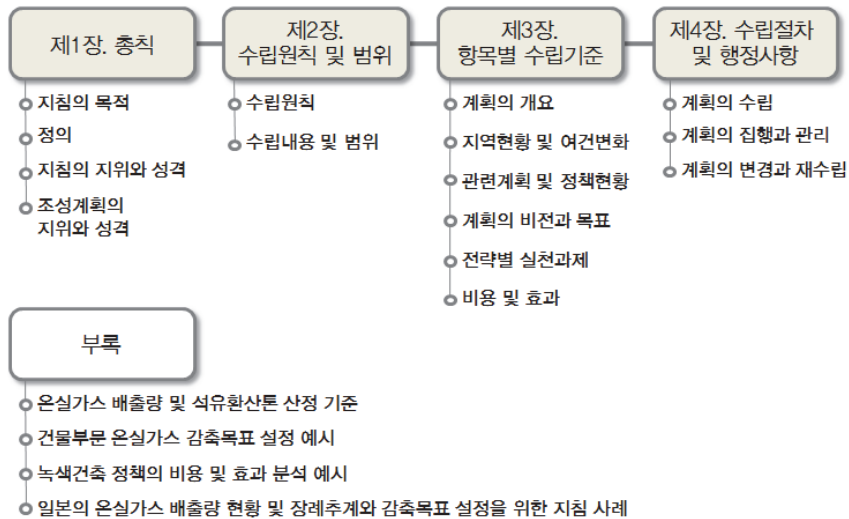 제1장. 총칙
지침의 목적
정의
지침의 지위와 성격
조성계획의
지위와 성격
제2장.
수립원칙 및 범위
수립원칙
수립내용 및 범위
제3장.
항목별 수립기준
계획의 개요
지역현황 및 여건변화
관련계획 및 정책현황
계획의 비전과 목표
전략별 실천과제
비용 및 효과
제4장. 수립절차
및 행정사항
계획의 수립
계획의 집행과 관리
계획의 변경과 재수립
부록
온실가스 배출량 및 석유환산톤 산정 기준
건물부문 온실가스 감축목표 설정 예시
녹색건축 정책의 비용 및 효과 분석 예시
일본의 온실가스 배출량 현황 및 장례추계와 감축목표 설정을 위한 지침 사례